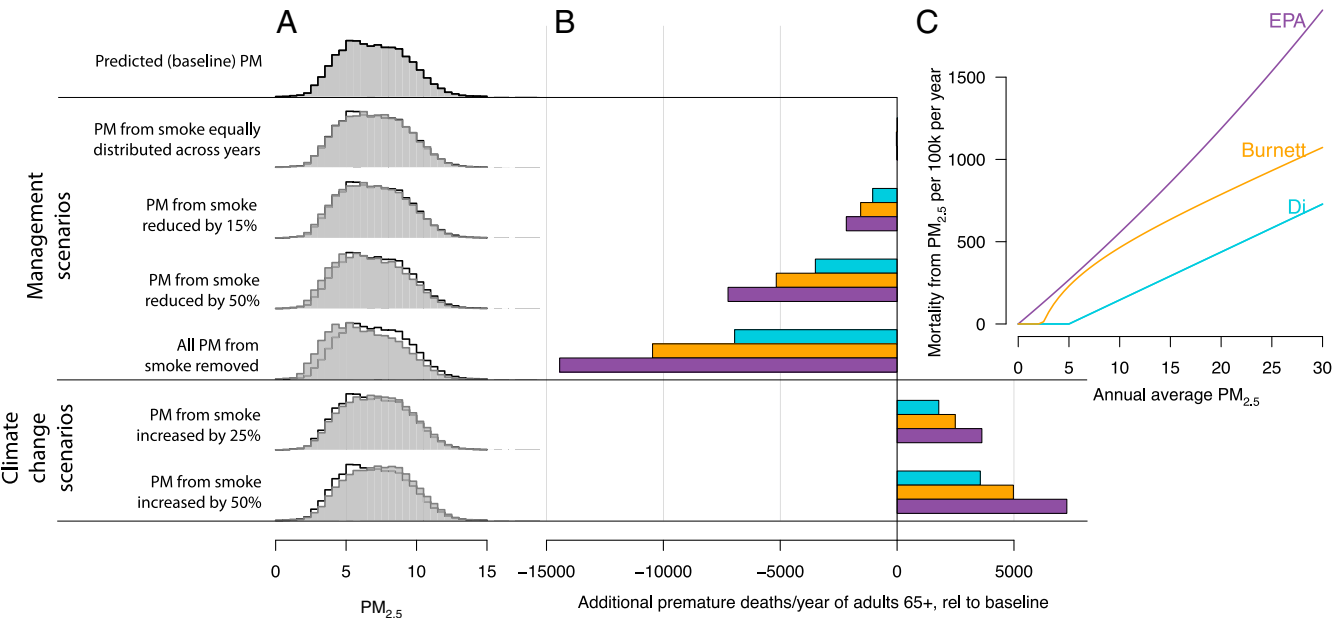 A
B
C
Predicted (baseline) PM
Management
scenarios
PM from smoke equally
distributed across years
PM from smoke
reduced by 15%
PM from smoke
reduced by 50%
All PM from
smoke removed
Climate
change
scenarios
PM from smoke
increased by 25%
PM from smoke
increased by 50%
0 5 10 15
PM2.5
−15000 −10000 −5000 0 5000
Additional premature deaths/year of adults 65+, rel to baseline
Mortality from PM2.5 per 100k per year
1500
1000
500
0
EPA
Burnett
Di
0 5 10 15 20 25 30
Annual average PM2.5